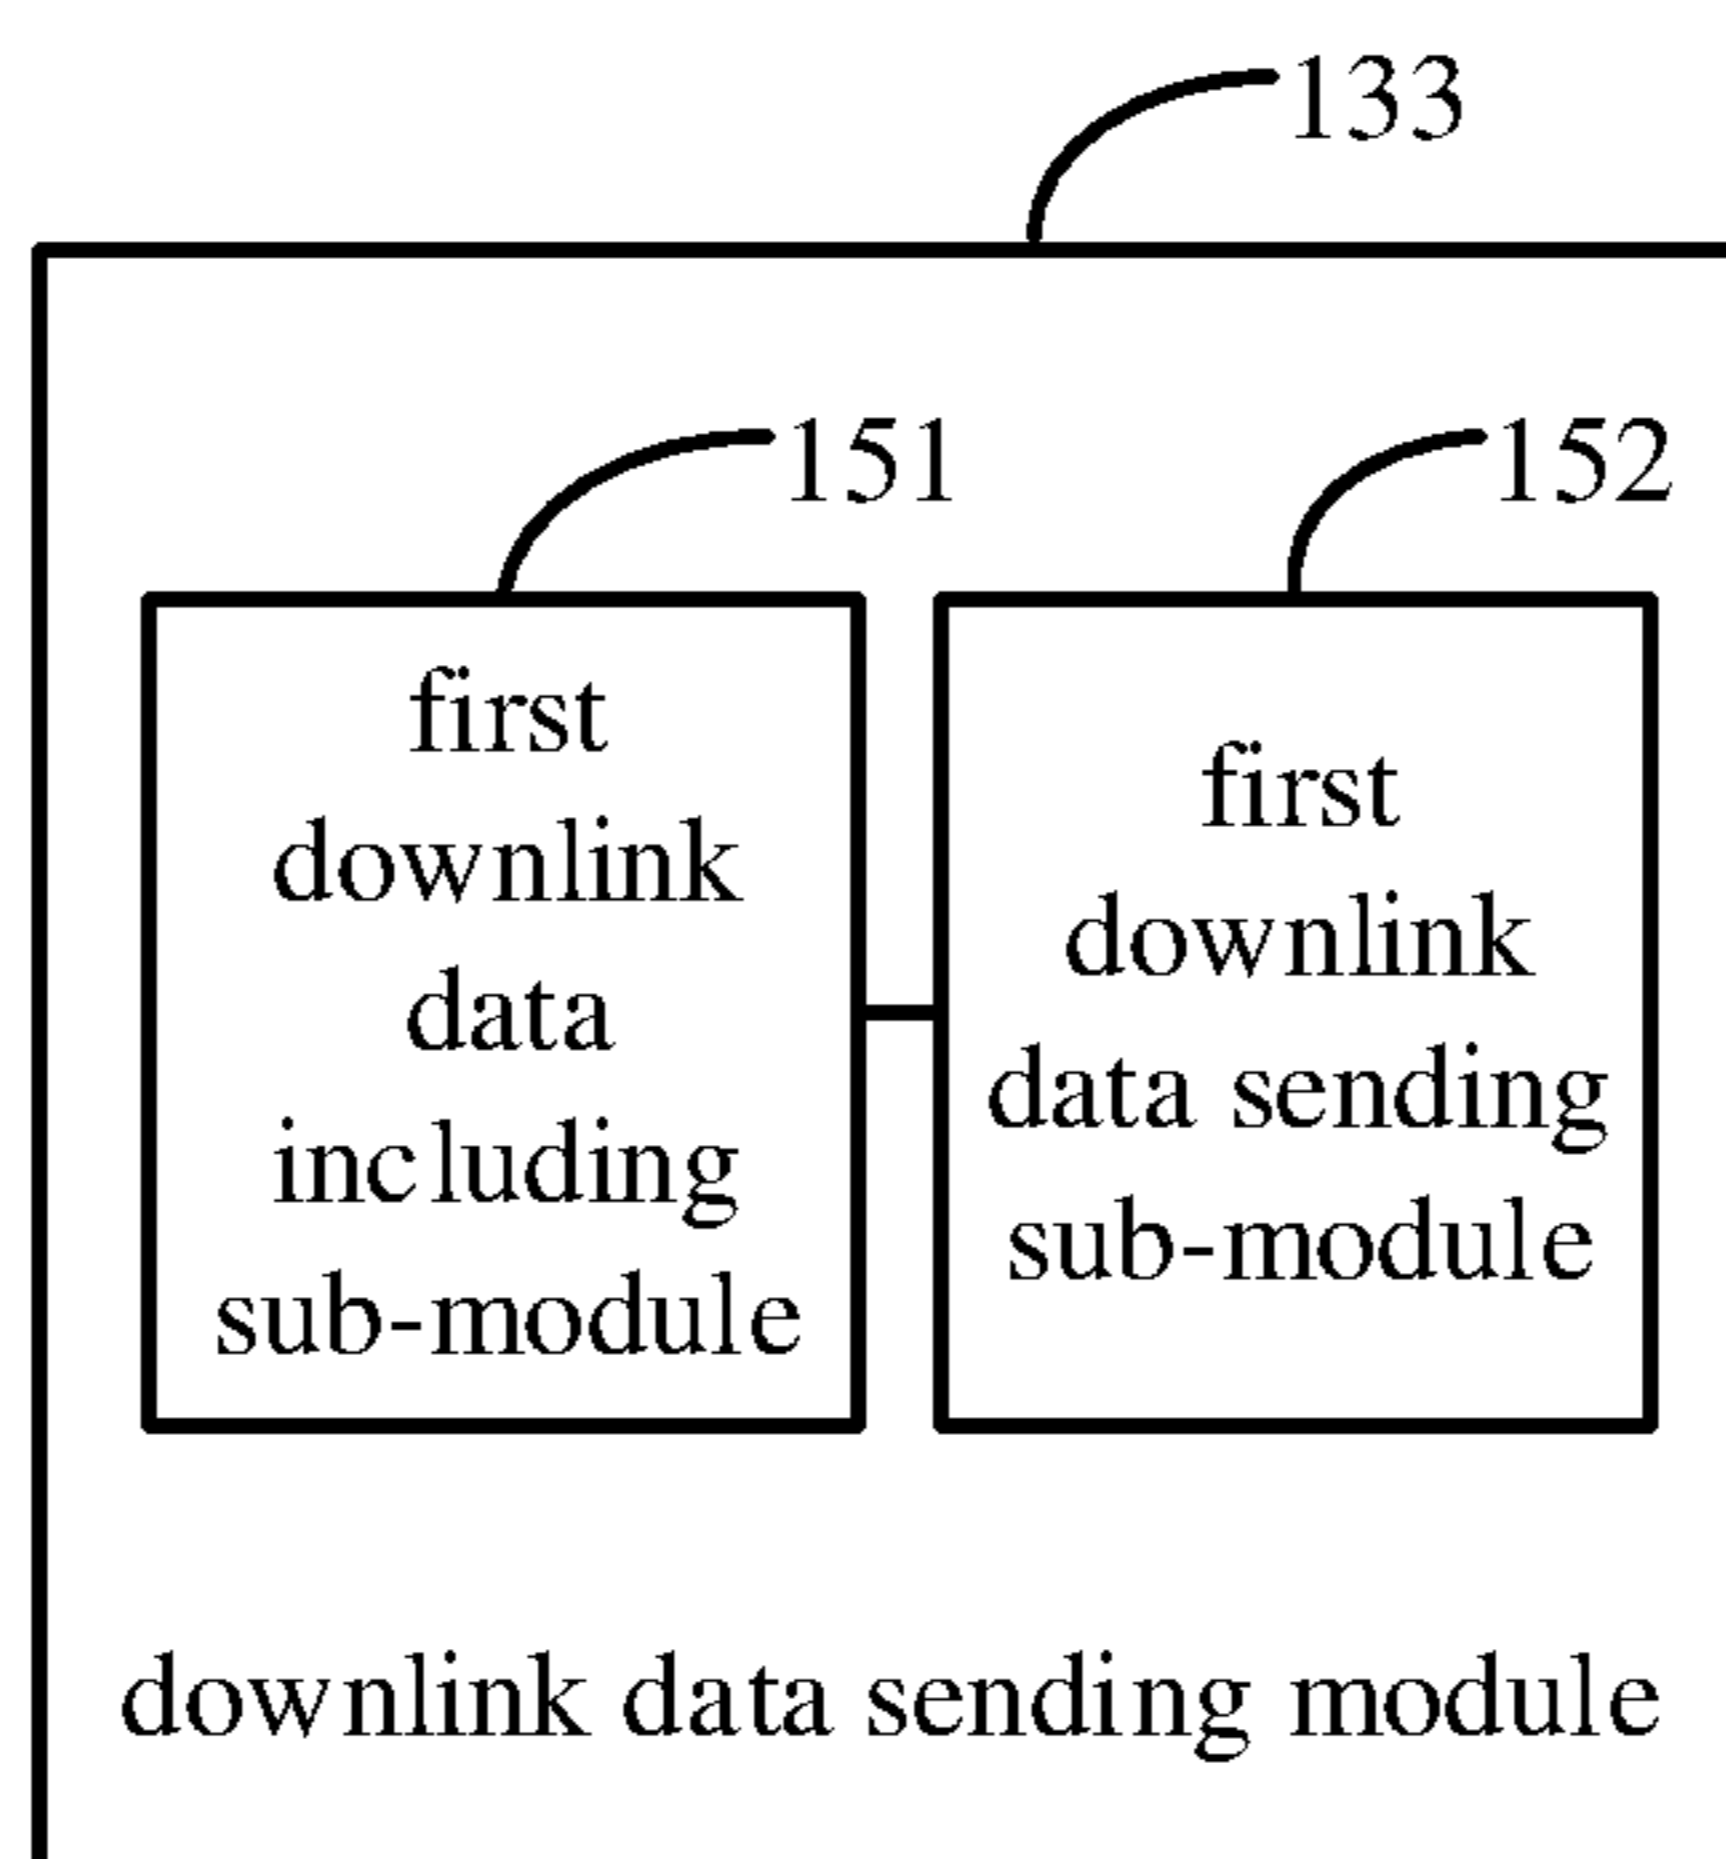 133
151
152
first
downlink
data
including
sub-module
first
downlink
data sending
sub-module
downlink data sending module